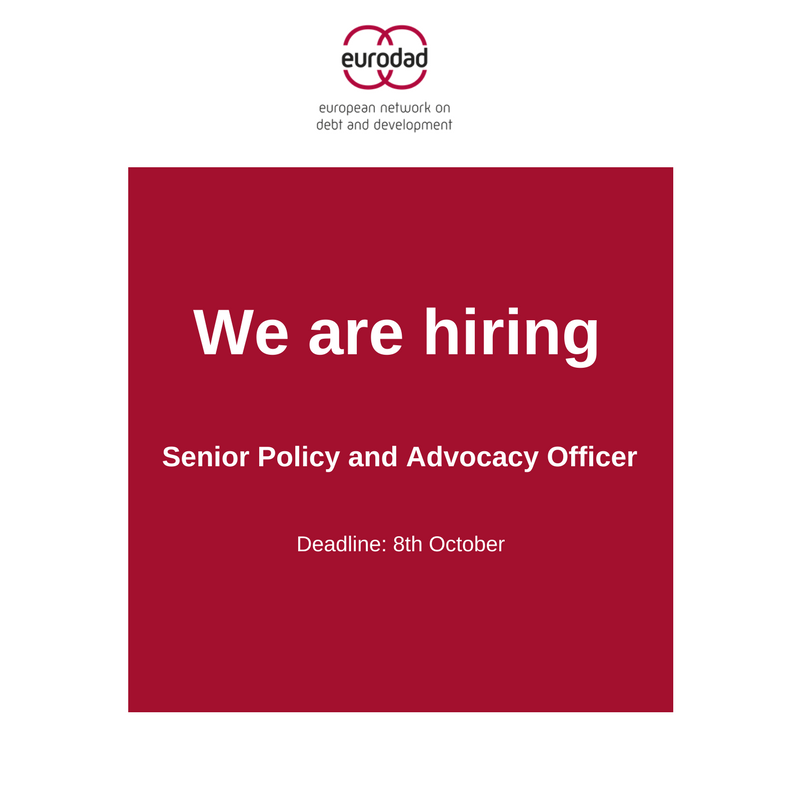 eurodad
european network on
debt and development
We are hiring
Senior Policy and Advocacy Officer
Deadline: 8th October